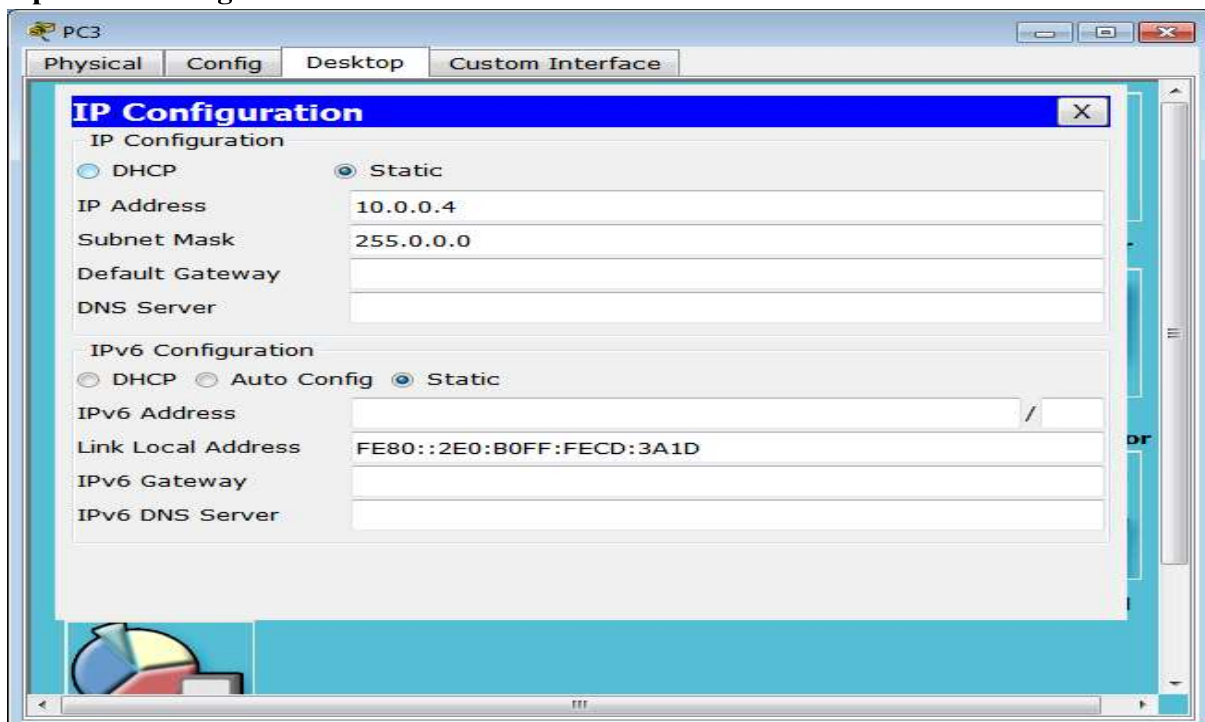 PC3
Physical Config Desktop Custom Interface
IP Configuration X
IP Configuration
DHCP Static
IP Address 10.0.0.4
Subnet Mask 255.0.0.0
Default Gateway
DNS Server
IPv6 Configuration
DHCP Auto Config Static
IPv6 Address /
Link Local Address FE80::2E0:B0FF:FECD:3A1D
IPv6 Gateway
IPv6 DNS Server